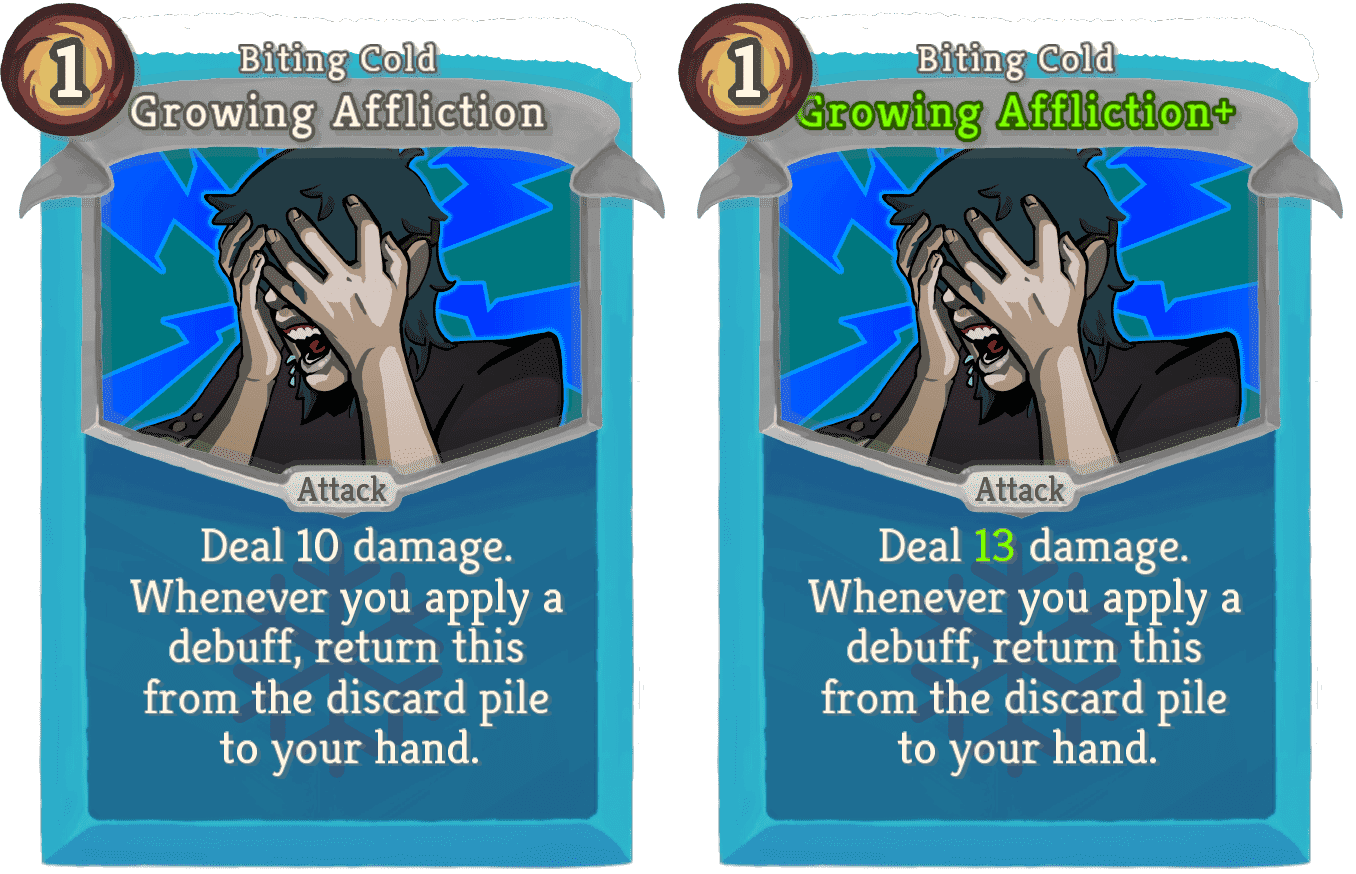 1
Biting Cold
Growing Affliction
Attack
Deal 10 damage.
Whenever you apply a
debuff, return this
from the discard pile
to your hand.
1
Biting Cold
Growing Affliction+
Attack
Deal 13 damage.
Whenever you apply a
debuff, return this
from the discard pile
to your hand.